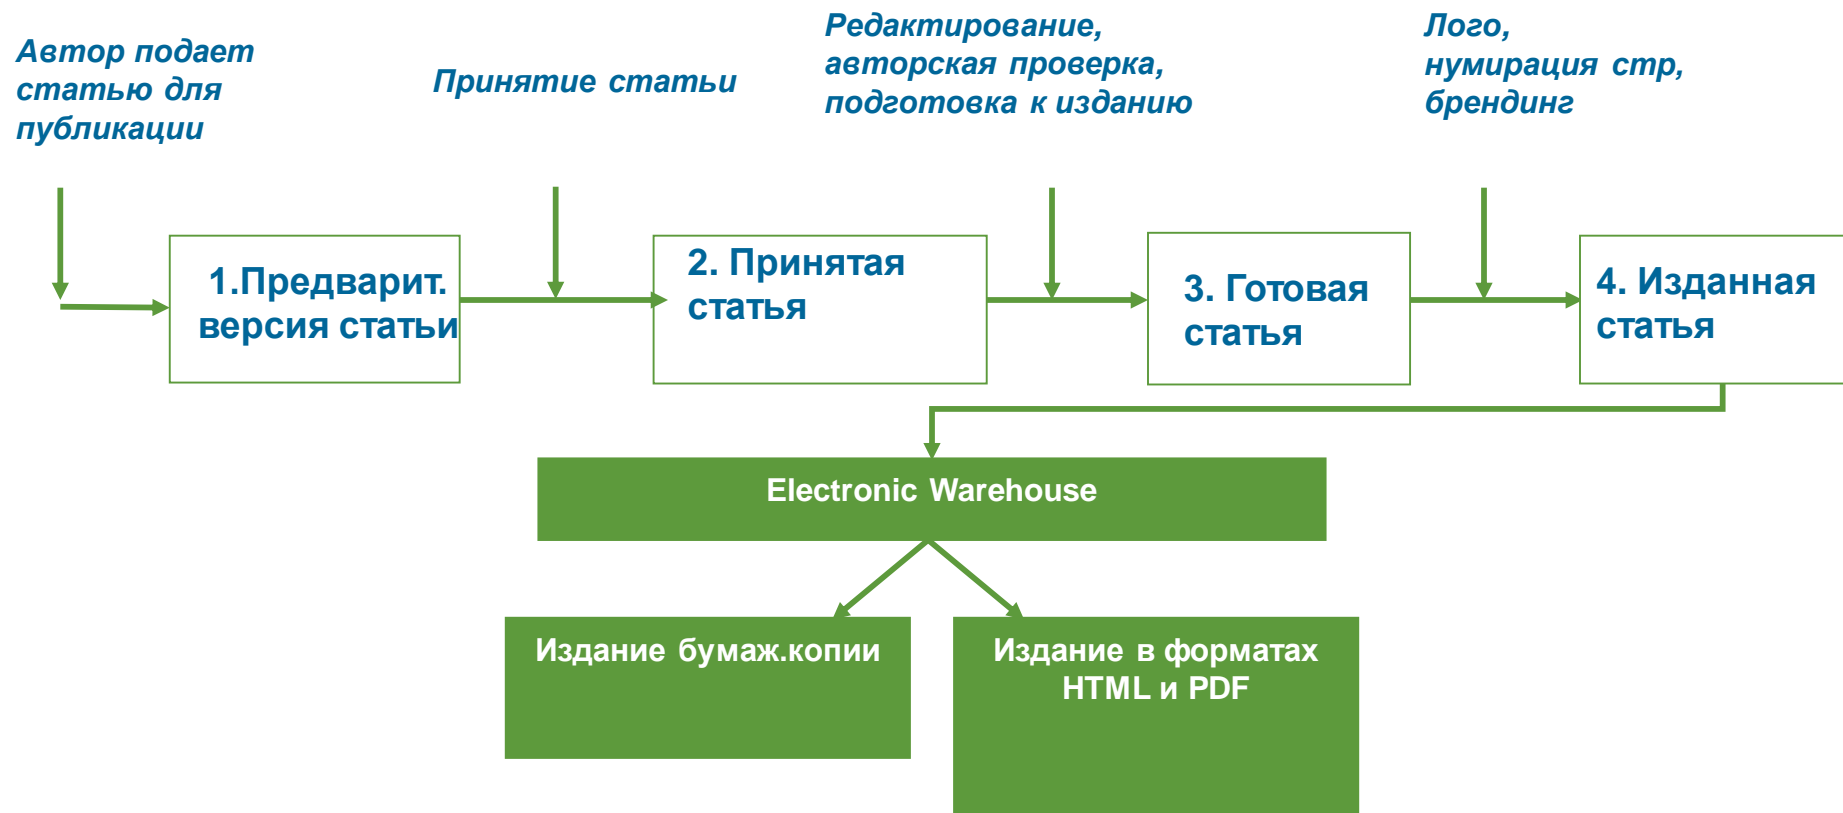 Автор подает
статью для
публикации
Принятие статьи
Редактирование,
авторская проверка,
подготовка к изданию
Лого,
нумирация стр,
брендинг
1.Предварит.
версия статьи
2. Принятая
статья
3. Готовая
статья
4. Изданная
статья
Electronic Warehouse
Издание бумаж.копии
Издание в форматах
HTML и PDF